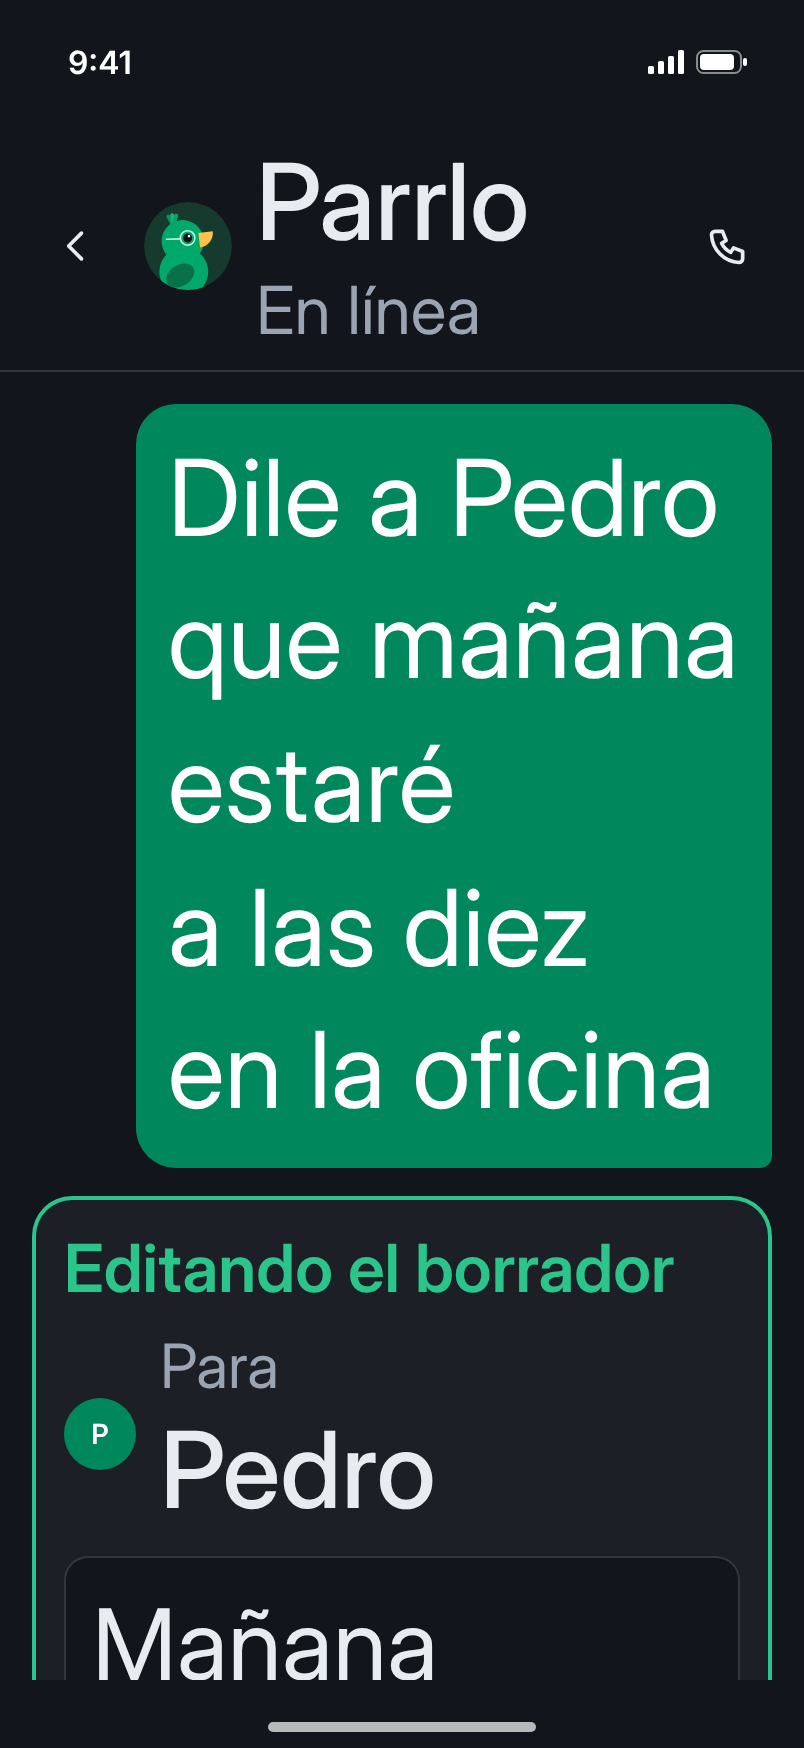 9:41
Parrlo
En línea
Dile a Pedro
que mañana
estaré
a las diez
en la oficina
Editando el borrador
Para
P
Pedro
Mañana